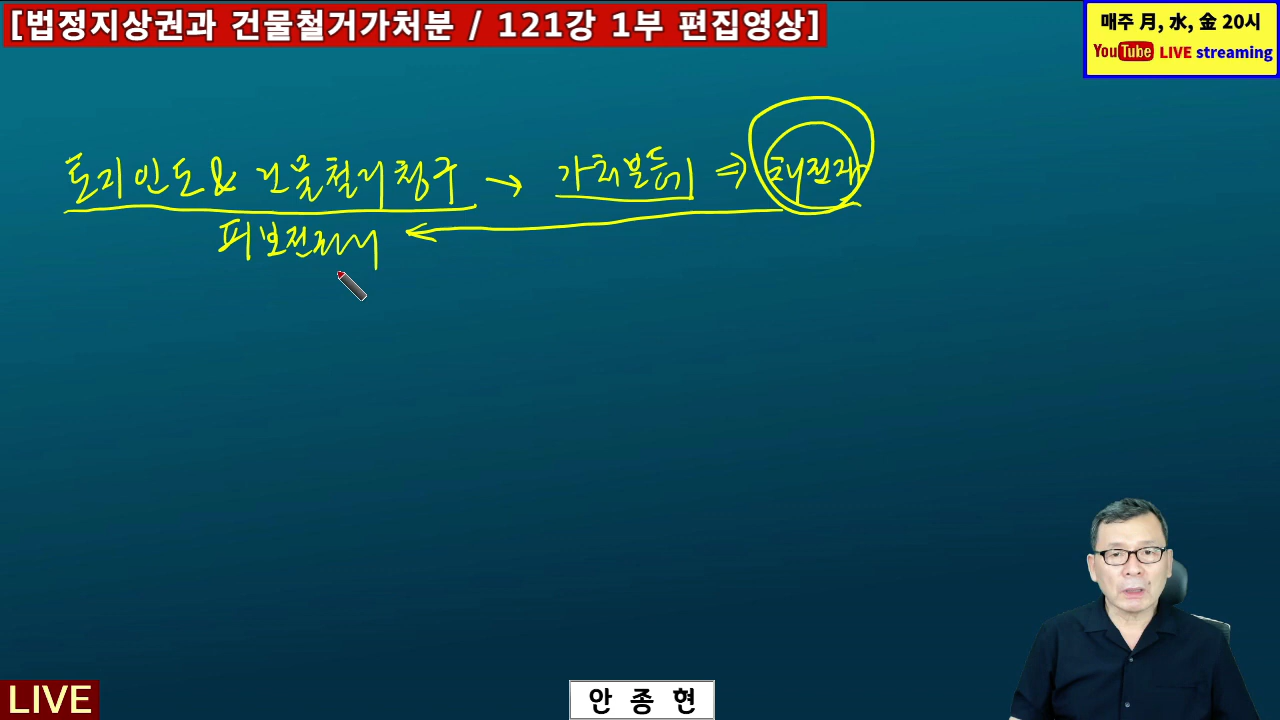 [법정지상권과 건물철거가처분 / 121강 1부 편집영상]
매주 月, 水, 金 20시
YouTube LIVE streaming
토지인도 & 건물철거청구 → 가처분등기 ⇒
피보전권리 ←
LIVE
안 종 현